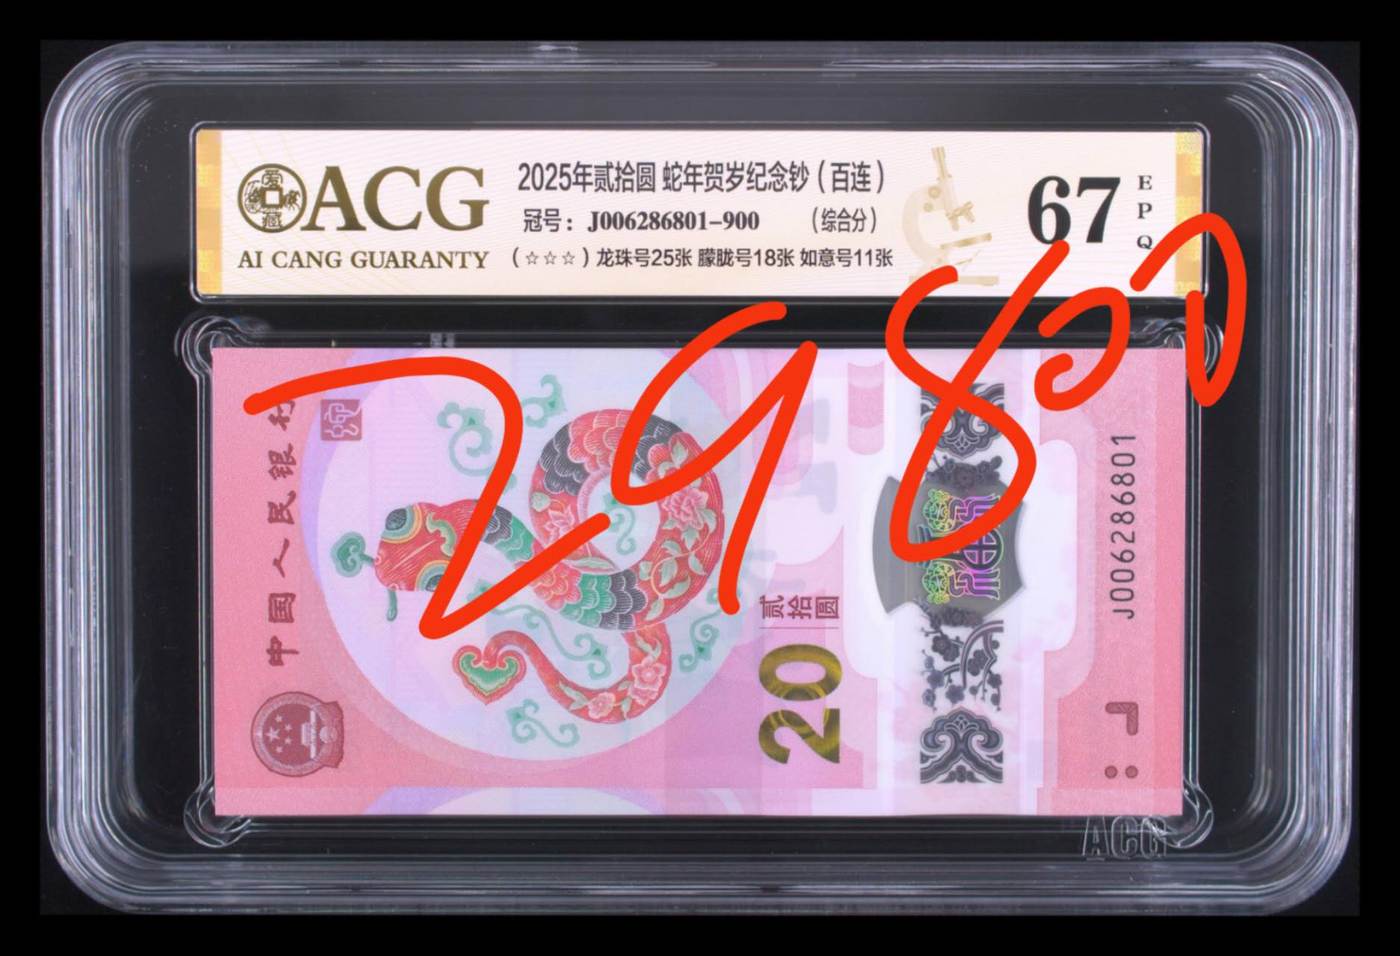 ACG
AI CANG GUARANTY
2025年贰拾圆 蛇年贺岁纪念钞（百连）
冠号：J006286801-900 （综合分）
（☆☆☆）龙珠号25张 朦胧号18张 如意号11张
67
EPQ
29800
中国人民银行
贰拾圆
20
J006286801
ACG